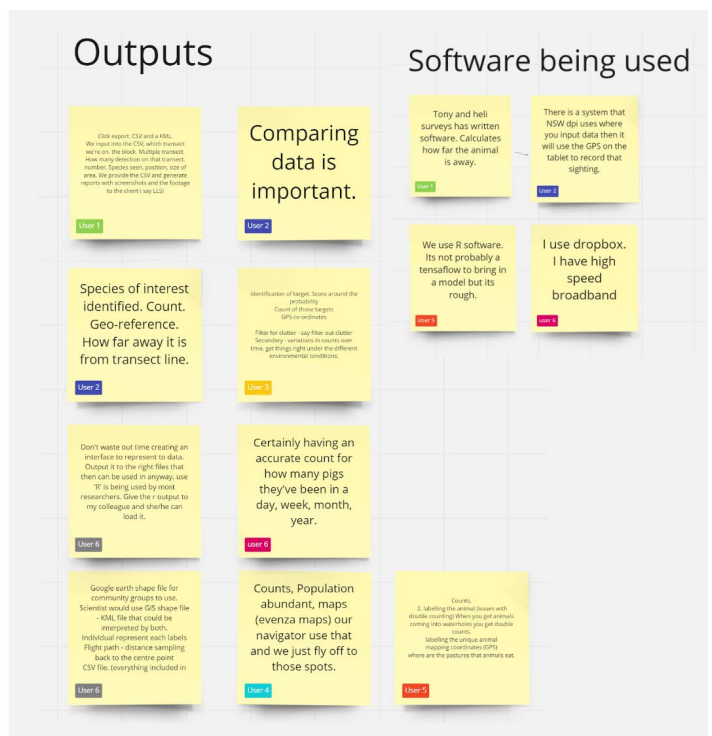 Outputs
Click export. CSV and a KML.
We input into the CSV, which transect
we're on, the block. Multiple transect.
How many detection on that transect.
number, Species seen, position, size of
area. We provide the CSV and generate
reports with screenshots and the footage
to the client ( say LLS)
User 1
Comparing
data is
important.
User 2
Species of interest
identified. Count.
Geo-reference.
How far away it is
from transect line.
User 2
identification of target. Score around the
probability
Count of those targets
GPS co-ordinates
Filter for clutter - say filter out clutter
Secondary - variations in counts over
time, get things right under the different
environmental conditions.
User 3
Don't waste out time creating an
interface to represent to data.
Output it to the right files that
then can be used in anyway. use
'R' is being used by most
researchers. Give the r output to
my colleague and she/he can
load it.
User 6
Certainly having an
accurate count for
how many pigs
they've been in a
day, week, month,
year.
user 6
Google earth shape file for
community groups to use.
Scientist would use GIS shape file
- KML file that could be
interpreted by both.
Individual represent each labels
Flight path - distance sampling
back to the centre point
CSV file. (everything included in
User 6
Counts, Population
abundant, maps
(evenza maps) our
navigator use that
and we just fly off to
those spots.
User 4
Counts,
2. labelling the animal (issues with
double counting) When you get animals
coming into waterholes you get double
counts.
labelling the unique animal
mapping coordinates (GPS)
where are the pastures that animals eat.
User 5
Software being used
Tony and heli
surveys has written
software. Calculates
how far the animal
is away.
User 1
There is a system that
NSW dpi uses where
you input data then it
will use the GPS on the
tablet to record that
sighting.
User 2
We use R software.
Its not probably a
tensaflow to bring in
a model but its
rough.
User 5
I use dropbox.
I have high
speed
broadband
user 6